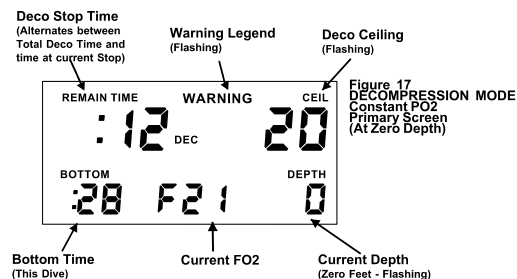 Deco Stop Time
(Alternates between
Total Deco Time and
time at current Stop)
Warning Legend
(Flashing)
Deco Ceiling
(Flashing)
Figure 17
DECOMPRESSION MODE
Constant PO2
Primary Screen
(At Zero Depth)
REMAIN TIME
WARNING
CEIL
:12 DEC
20
BOTTOM
DEPTH
:28
F21
0
Bottom Time
(This Dive)
Current FO2
Current Depth
(Zero Feet - Flashing)